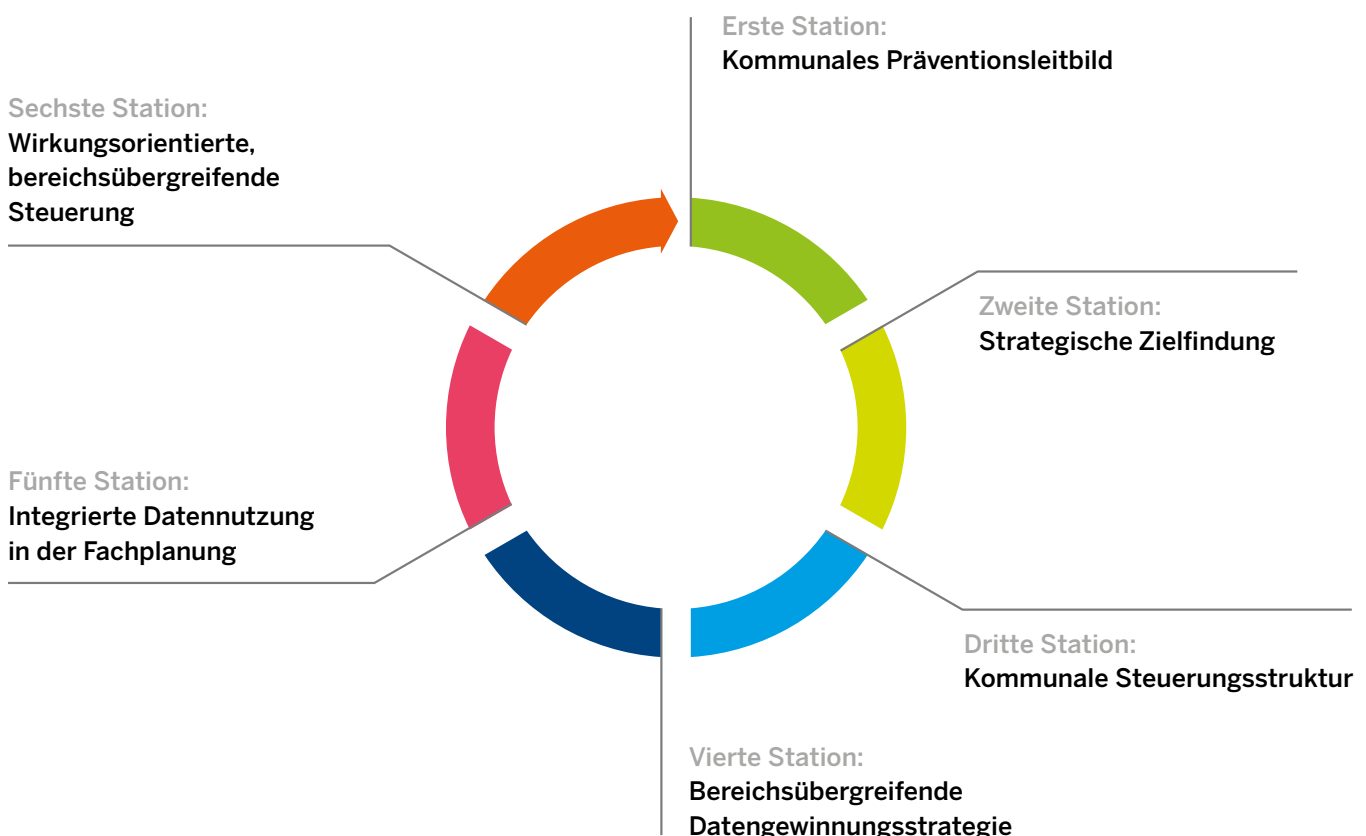 Erste Station:
Kommunales Präventionsleitbild
Zweite Station:
Strategische Zielfindung
Dritte Station:
Kommunale Steuerungsstruktur
Vierte Station:
Bereichsübergreifende
Datengewinnungsstrategie
Fünfte Station:
Integrierte Datennutzung
in der Fachplanung
Sechste Station:
Wirkungsorientierte,
bereichsübergreifende
Steuerung